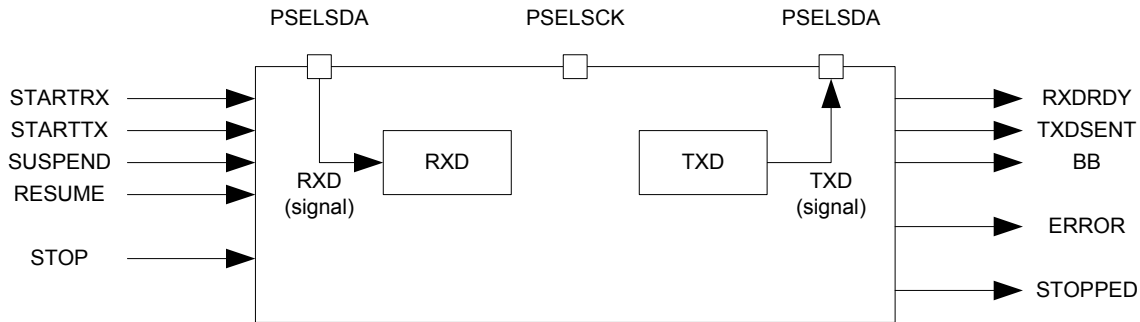 PSELSDA PSELSCK PSELSDA
STARTRX
STARTTX
SUSPEND
RESUME
STOP
RXD
(signal)
RXD
TXD
TXD
(signal)
RXDRDY
TXDSENT
BB
ERROR
STOPPED